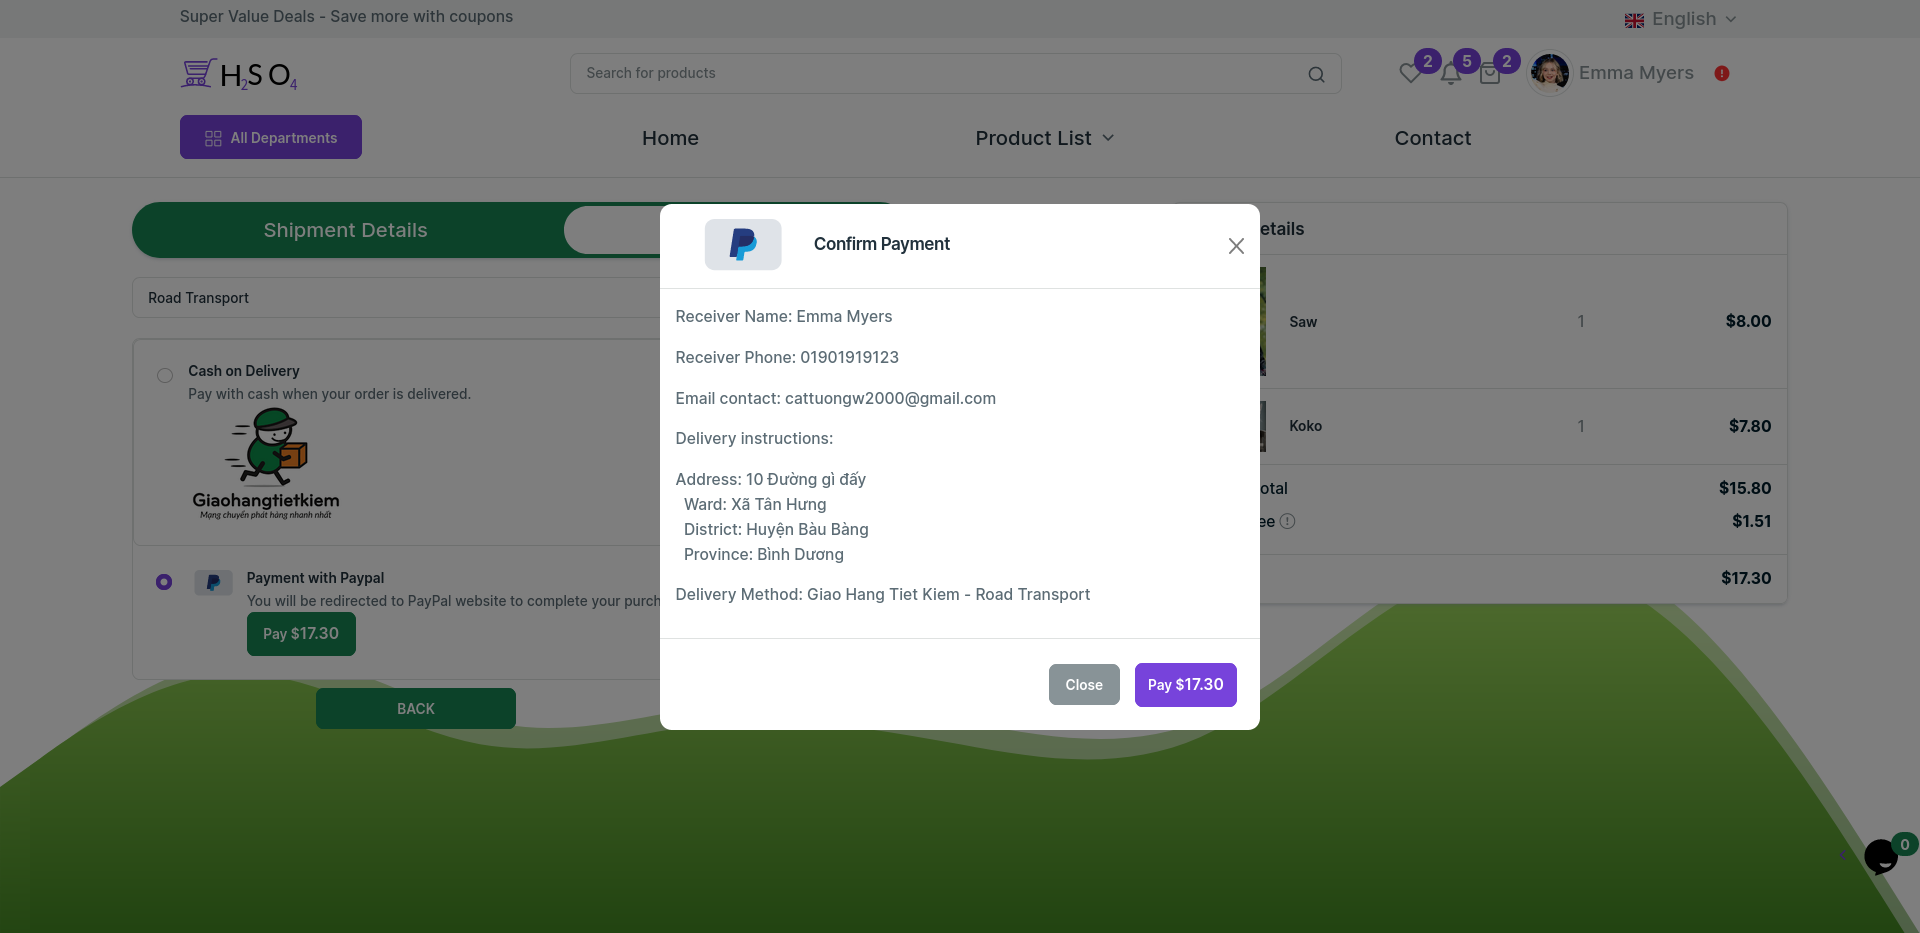 Super Value Deals - Save more with coupons
English
H2SO4
Search for products
2
5
2
Emma Myers
All Departments
Home
Product List
Contact
Shipment Details
Road Transport
Cash on Delivery
Pay with cash when your order is delivered.
Giaohangtietkiem
Mạng chuyển phát hàng nhanh nhất
Payment with Paypal
You will be redirected to PayPal website to complete your purch
Pay $17.30
BACK
Confirm Payment
Receiver Name: Emma Myers
Receiver Phone: 01901919123
Email contact: cattuongw2000@gmail.com
Delivery instructions:
Address: 10 Đường gì đấy
Ward: Xã Tân Hưng
District: Huyện Bàu Bàng
Province: Bình Dương
Delivery Method: Giao Hang Tiet Kiem - Road Transport
Close
Pay $17.30
etails
Saw 1 $8.00
Koko 1 $7.80
otal $15.80
ee $1.51
$17.30
0